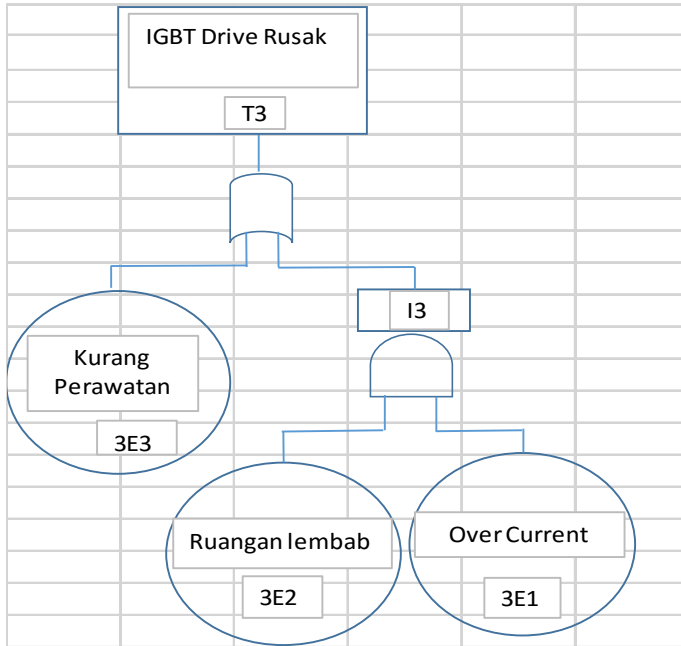 IGBT Drive Rusak
T3
I3
Kurang
Perawatan
3E3
Ruangan lembab
3E2
Over Current
3E1